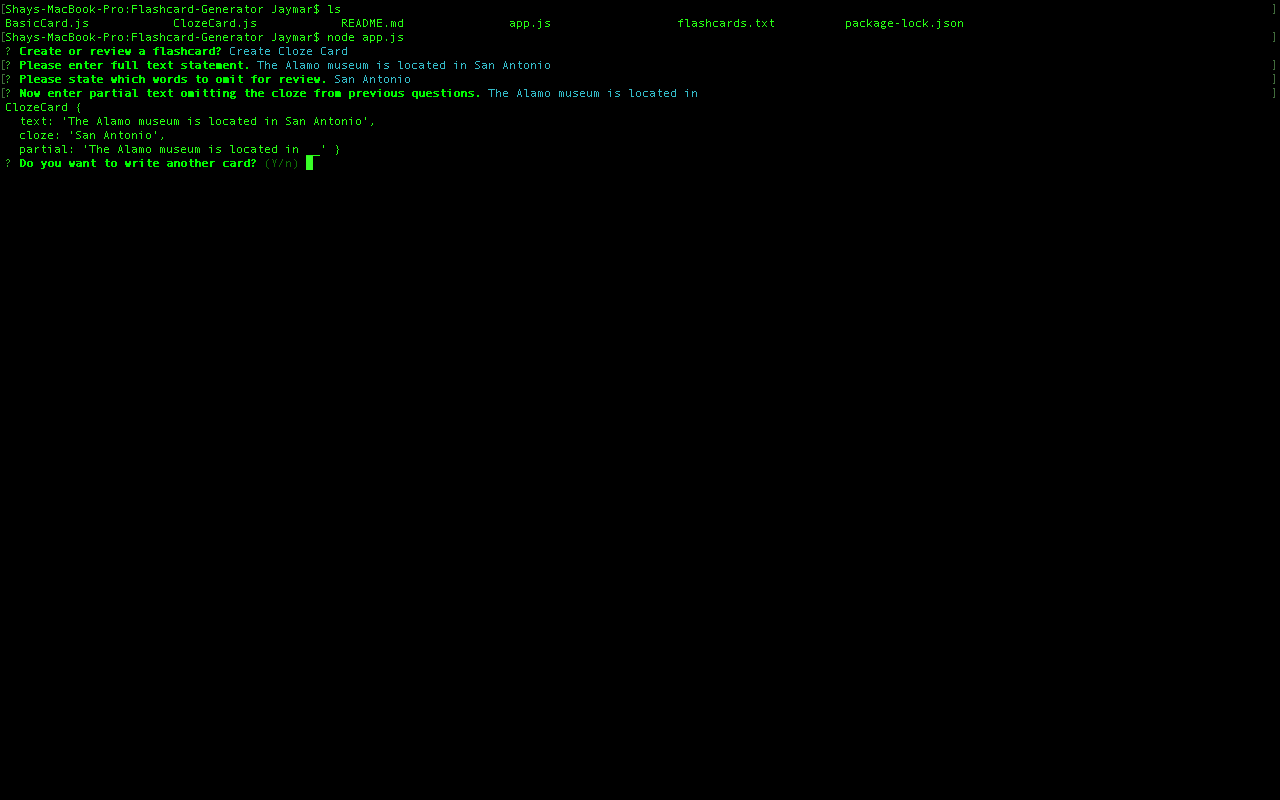 [Shays-MacBook-Pro:Flashcard-Generator Jaymar$ ls ]
BasicCard.js ClozeCard.js README.md app.js flashcards.txt package-lock.json
[Shays-MacBook-Pro:Flashcard-Generator Jaymar$ node app.js ]
? Create or review a flashcard? Create Cloze Card
[? Please enter full text statement. The Alamo museum is located in San Antonio ]
[? Please state which words to omit for review. San Antonio ]
[? Now enter partial text omitting the cloze from previous questions. The Alamo museum is located in ]
ClozeCard {
  text: 'The Alamo museum is located in San Antonio',
  cloze: 'San Antonio',
  partial: 'The Alamo museum is located in __' }
? Do you want to write another card? (Y/n)